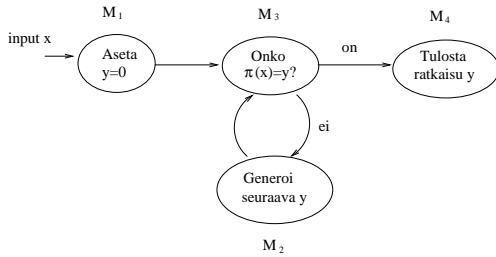 M1
M3
M4
input x
Aseta
y=0
Onko
π(x)=y?
on
Tulosta
ratkaisu y
ei
Generoi
seuraava y
M2